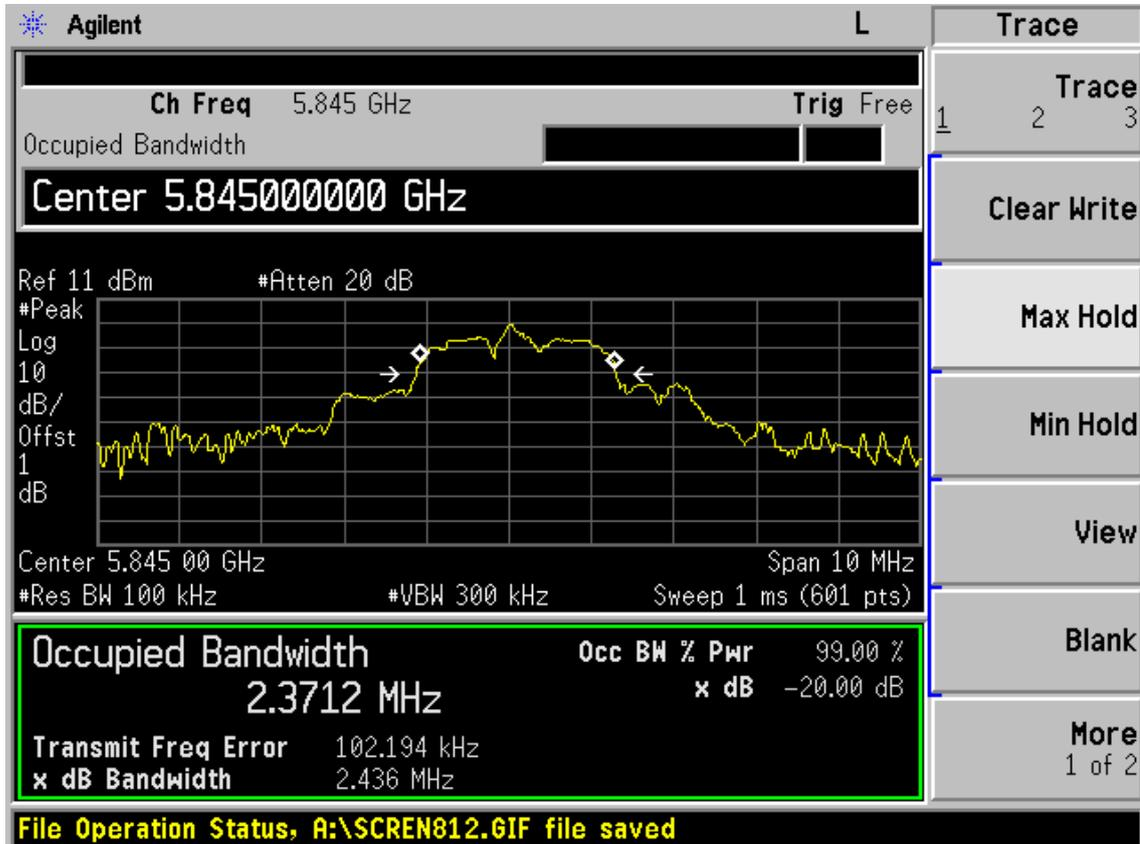 Agilent L Trace
Ch Freq 5.845 GHz Trig Free
Occupied Bandwidth
Center 5.845000000 GHz
Ref 11 dBm #Atten 20 dB
#Peak
Log
10
dB/
Offst
1
dB
Center 5.845 00 GHz Span 10 MHz
#Res BW 100 kHz #VBW 300 kHz Sweep 1 ms (601 pts)
Occupied Bandwidth Occ BW % Pwr 99.00 %
2.3712 MHz x dB -20.00 dB
Transmit Freq Error 102.194 kHz
x dB Bandwidth 2.436 MHz
Trace
1 2 3
Clear Write
Max Hold
Min Hold
View
Blank
More
1 of 2
File Operation Status, A:\SCREN812.GIF file saved